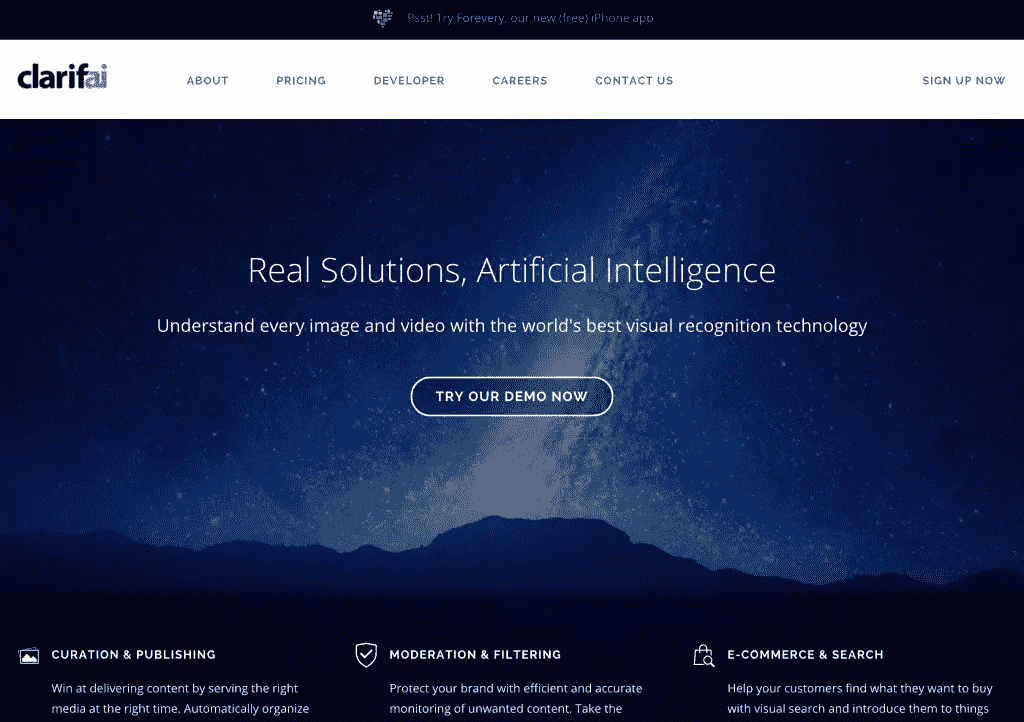 Psst! Try Forevery, our new (free) iPhone app
clarifai
ABOUT
PRICING
DEVELOPER
CAREERS
CONTACT US
SIGN UP NOW
Real Solutions, Artificial Intelligence
Understand every image and video with the world's best visual recognition technology
TRY OUR DEMO NOW
CURATION & PUBLISHING
Win at delivering content by serving the right
media at the right time. Automatically organize
MODERATION & FILTERING
Protect your brand with efficient and accurate
monitoring of unwanted content. Take the
E-COMMERCE & SEARCH
Help your customers find what they want to buy
with visual search and introduce them to things